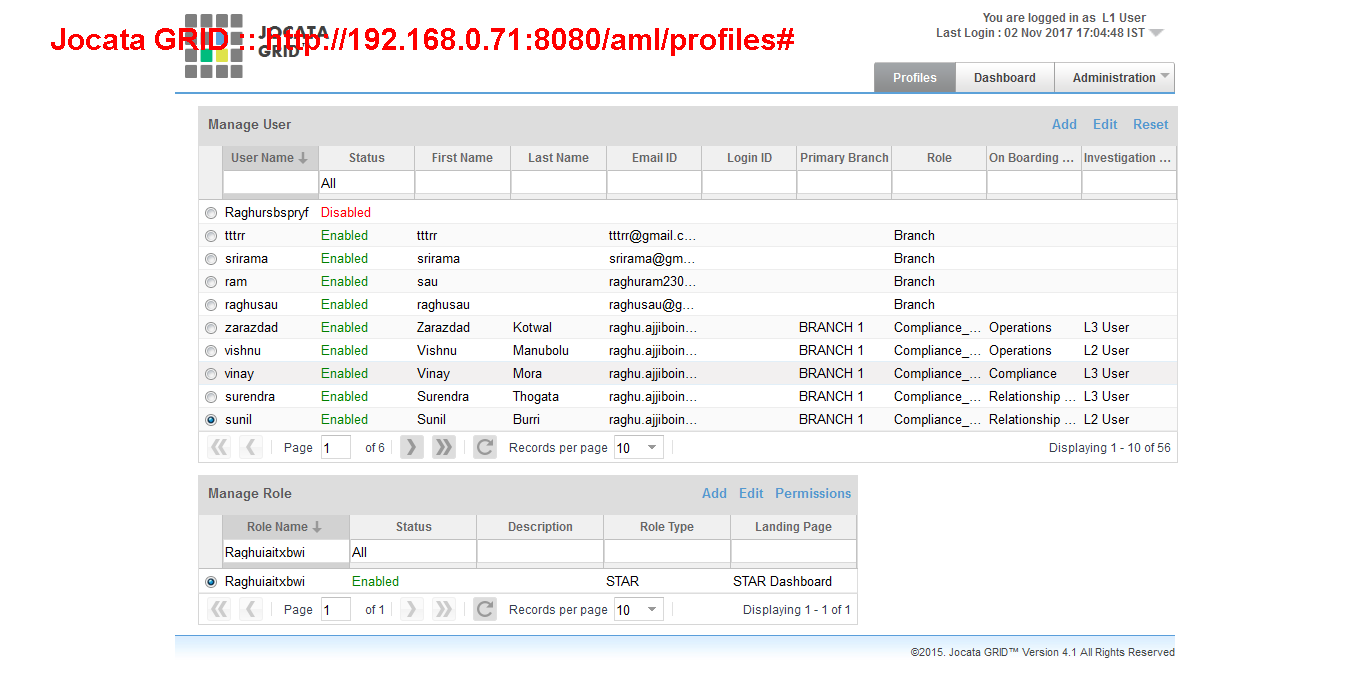 You are logged in as L1 User
Last Login : 02 Nov 2017 17:04:48 IST
JOCATA
GRID™
Jocata GRID :: http://192.168.0.71:8080/aml/profiles#
Profiles Dashboard Administration
Manage User Add Edit Reset
User Name Status First Name Last Name Email ID Login ID Primary Branch Role On Boarding ... Investigation ...
All
Raghursbspryf Disabled
tttrr Enabled tttrr tttrr@gmail.c... Branch
srirama Enabled srirama srirama@gm... Branch
ram Enabled sau raghuram230... Branch
raghusau Enabled raghusau raghusau@g... Branch
zarazdad Enabled Zarazdad Kotwal raghu.ajjiboin... BRANCH 1 Compliance_... Operations L3 User
vishnu Enabled Vishnu Manubolu raghu.ajjiboin... BRANCH 1 Compliance_... Operations L2 User
vinay Enabled Vinay Mora raghu.ajjiboin... BRANCH 1 Compliance_... Compliance L3 User
surendra Enabled Surendra Thogata raghu.ajjiboin... BRANCH 1 Compliance_... Relationship ... L3 User
sunil Enabled Sunil Burri raghu.ajjiboin... BRANCH 1 Compliance_... Relationship ... L2 User
Page 1 of 6 Records per page 10 Displaying 1 - 10 of 56
Manage Role Add Edit Permissions
Role Name Status Description Role Type Landing Page
Raghuiaitxbwi All
Raghuiaitxbwi Enabled STAR STAR Dashboard
Page 1 of 1 Records per page 10 Displaying 1 - 1 of 1
©2015. Jocata GRID™ Version 4.1 All Rights Reserved